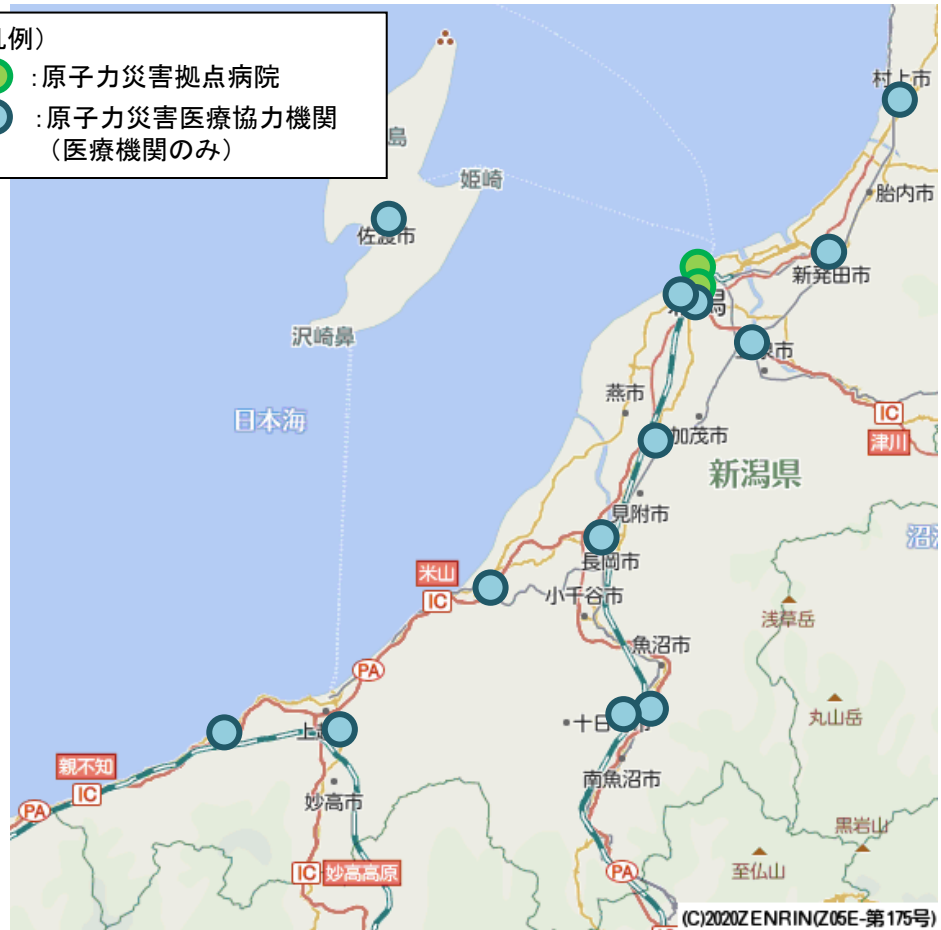 凡例）
:原子力災害拠点病院
:原子力災害医療協力機関
（医療機関のみ）
村上市
島
姫崎
胎内市
佐渡市
新発田市
潟
沢崎鼻
泉市
燕市
IC
日本海
加茂市
津川
新潟県
見附市
沼
長岡市
米山
IC
小千谷市
浅草岳
魚沼市
PA
丸山岳
十日
市
上
親不知
南魚沼市
IC
妙高市
PA
黒岩山
至仏山
IC
妙高高原
PA
(C)2020ZENRIN(Z05E-第175号)